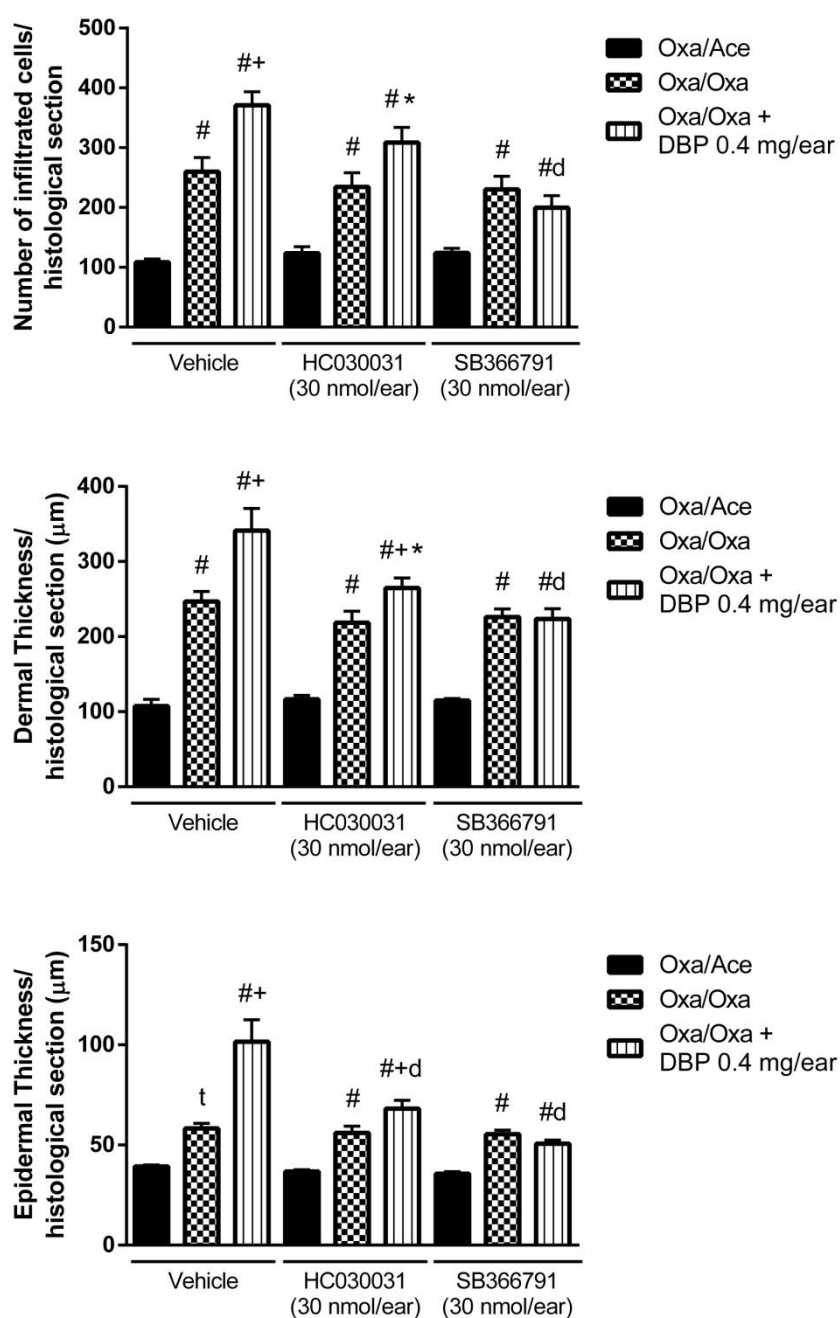 Number of infiltrated cells/
histological section
500
400
300
200
100
0
#
#+
#
# *
#
#d
Vehicle
HC030031
(30 nmol/ear)
SB366791
(30 nmol/ear)
Oxa/Ace
Oxa/Oxa
Oxa/Oxa +
DBP 0.4 mg/ear
Dermal Thickness/
histological section (μm)
400
300
200
100
0
#
#+
#
#+*
#
#d
Vehicle
HC030031
(30 nmol/ear)
SB366791
(30 nmol/ear)
Oxa/Ace
Oxa/Oxa
Oxa/Oxa +
DBP 0.4 mg/ear
Epidermal Thickness/
histological section (μm)
150
100
50
0
t
#+
#
#+d
#
#d
Vehicle
HC030031
(30 nmol/ear)
SB366791
(30 nmol/ear)
Oxa/Ace
Oxa/Oxa
Oxa/Oxa +
DBP 0.4 mg/ear